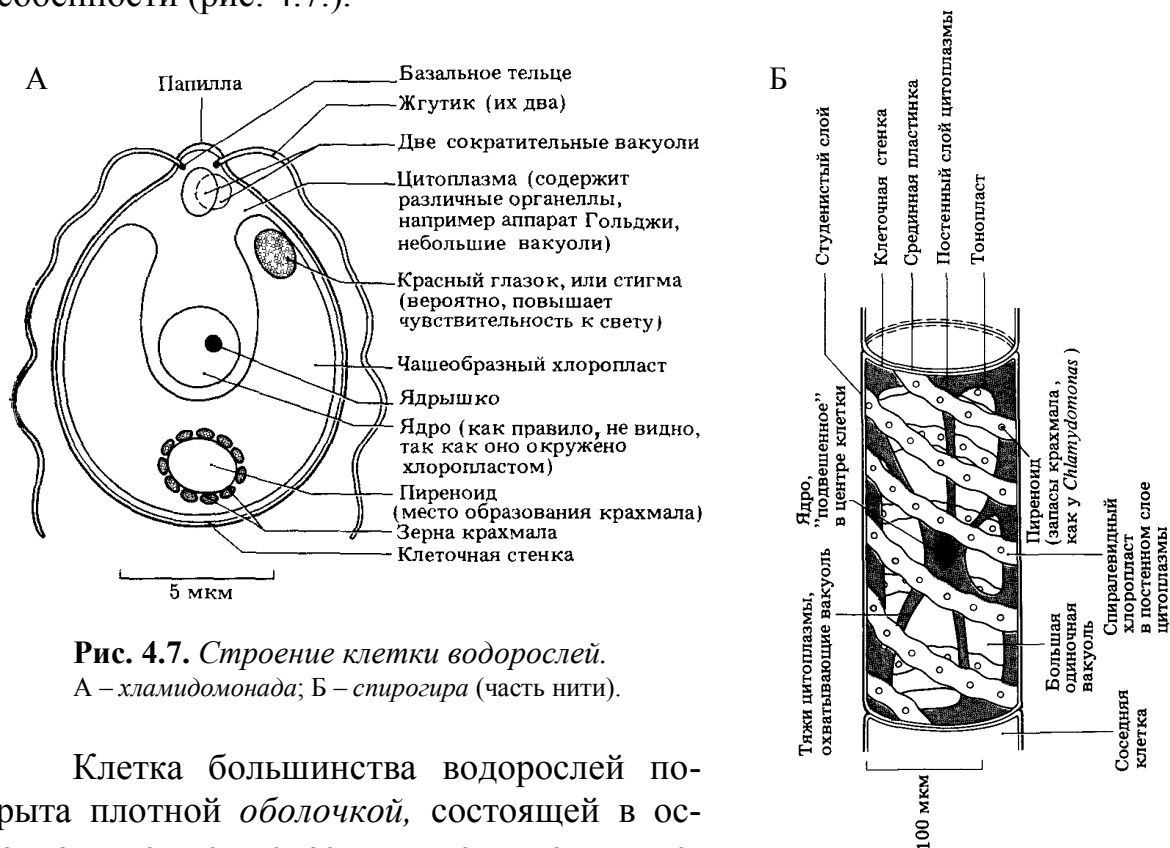 собенности (рис. 4.7.).
А
Папилла
Базальное тельце
Жгутик (их два)
Две сократительные вакуоли
Цитоплазма (содержит
различные органеллы,
например аппарат Гольджи,
небольшие вакуоли)
Красный глазок, или стигма
(вероятно, повышает
чувствительность к свету)
Чашеобразный хлоропласт
Ядрышко
Ядро (как правило, не видно,
так как оно окружено
хлоропластом)
Пиреноид
(место образования крахмала)
Зерна крахмала
Клеточная стенка
5 мкм
Б
Студенистый слой
Клеточная стенка
Срединная пластинка
Постенный слой цитоплазмы
Тонопласт
Ядро,
"подвешенное"
в центре клетки
Тяжи цитоплазмы,
охватывающие вакуоль
Пиреноид
(запасы крахмала,
как у Chlamydomonas)
Спиралевидный
хлоропласт
в постенном слое
цитоплазмы
Большая
одиночная
вакуоль
Соседняя
клетка
100 мкм
Рис. 4.7. Строение клетки водорослей.
А – хламидомонада; Б – спирогира (часть нити).
Клетка большинства водорослей по-
рыта плотной оболочкой, состоящей в ос-